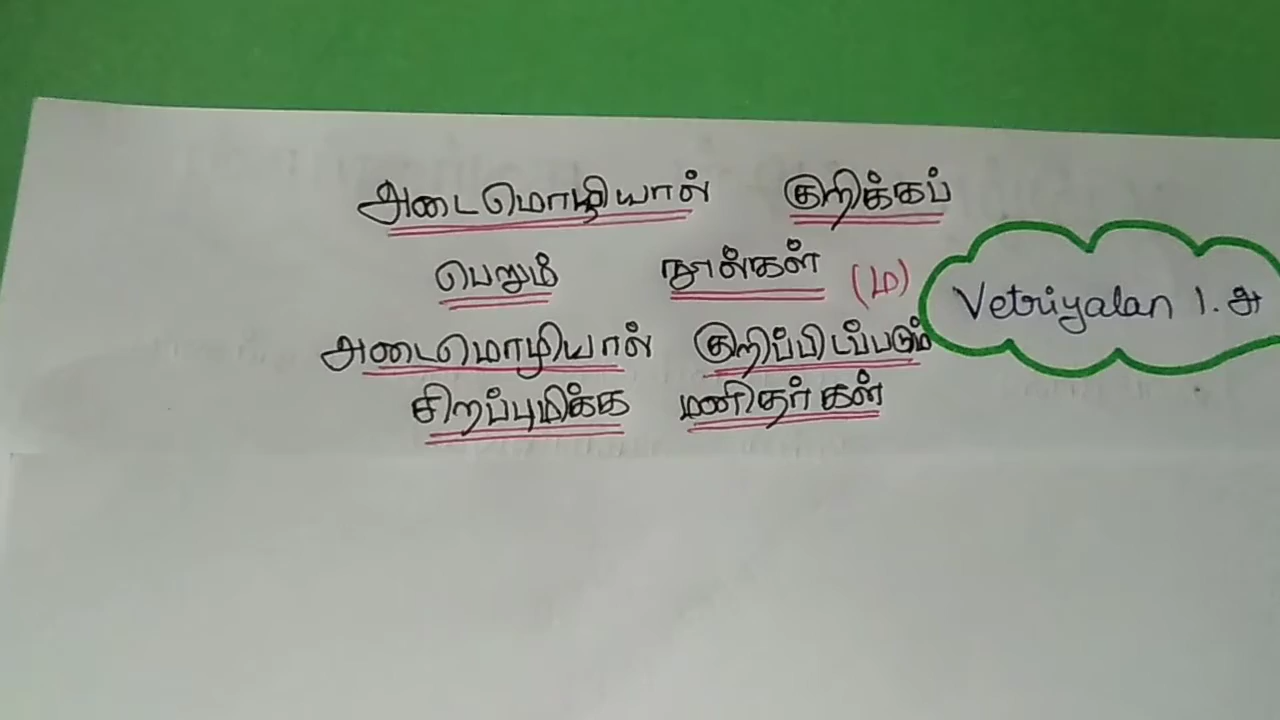 அடைமொழியால் குறிக்கப்
பெறும் நூல்கள் (ம)
அடைமொழியால் குறிப்பிடப்படும்
சிறப்புமிக்க மனிதர்கள்
Vetriyalan 1.அ